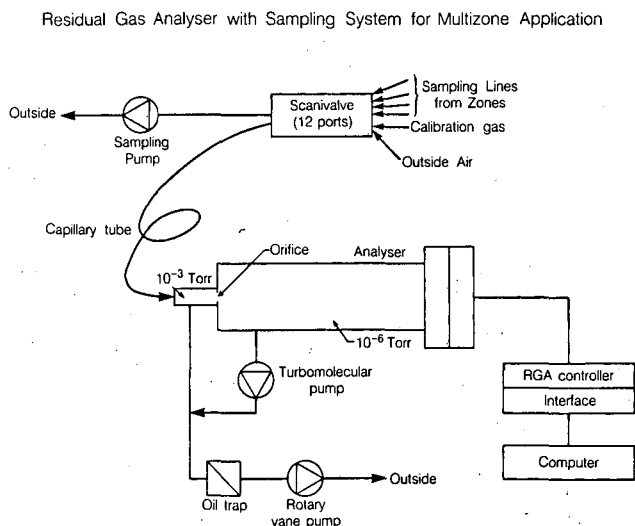 Residual Gas Analyser with Sampling System for Multizone Application
Outside
Sampling
Pump
Scanivalve
(12 ports)
Sampling Lines
from Zones
Calibration gas
Outside Air
Capillary tube
Orifice
Analyser
10⁻³ Torr
10⁻⁶ Torr
Turbomolecular
pump
RGA controller
Interface
Computer
Oil trap
Rotary
vane pump
Outside